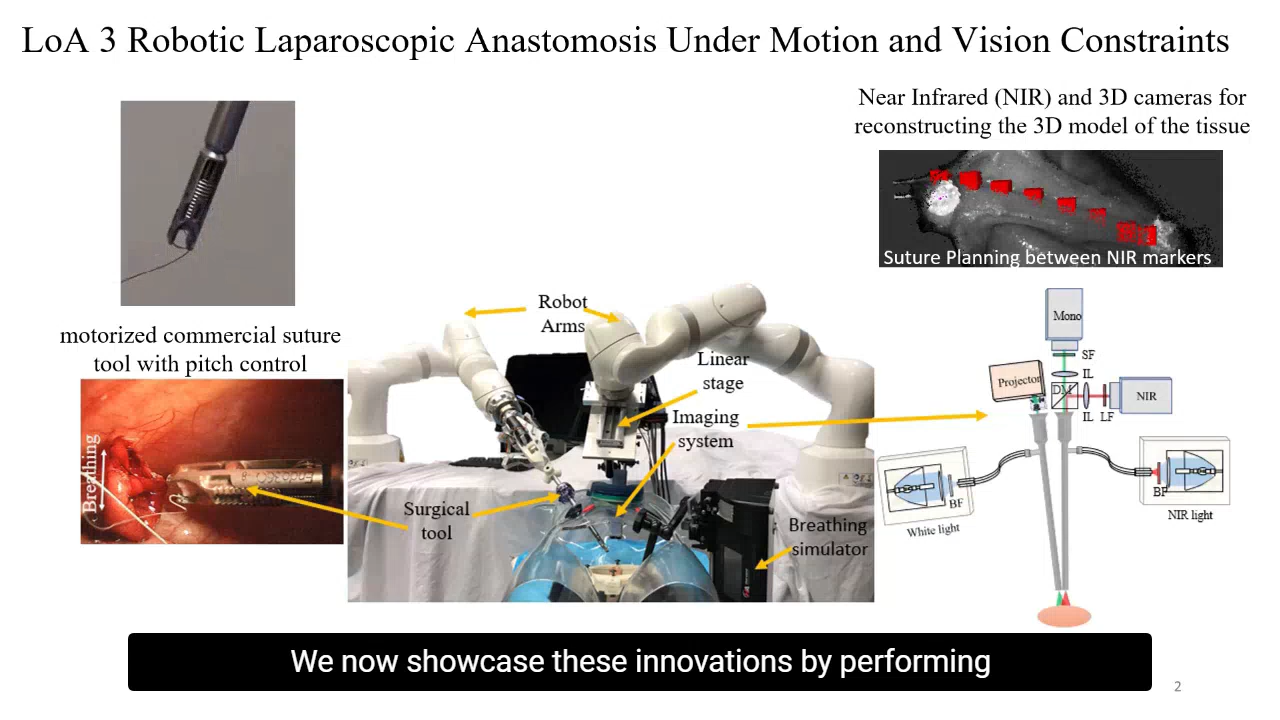 LoA 3 Robotic Laparoscopic Anastomosis Under Motion and Vision Constraints
Near Infrared (NIR) and 3D cameras for
reconstructing the 3D model of the tissue
Suture Planning between NIR markers
motorized commercial suture
tool with pitch control
Breathing
Robot
Arms
Linear
stage
Imaging
system
Surgical
tool
Breathing
simulator
Mono
SF
IL
Projector
DM
IL
LF
NIR
BF
White light
BF
NIR light
We now showcase these innovations by performing
2